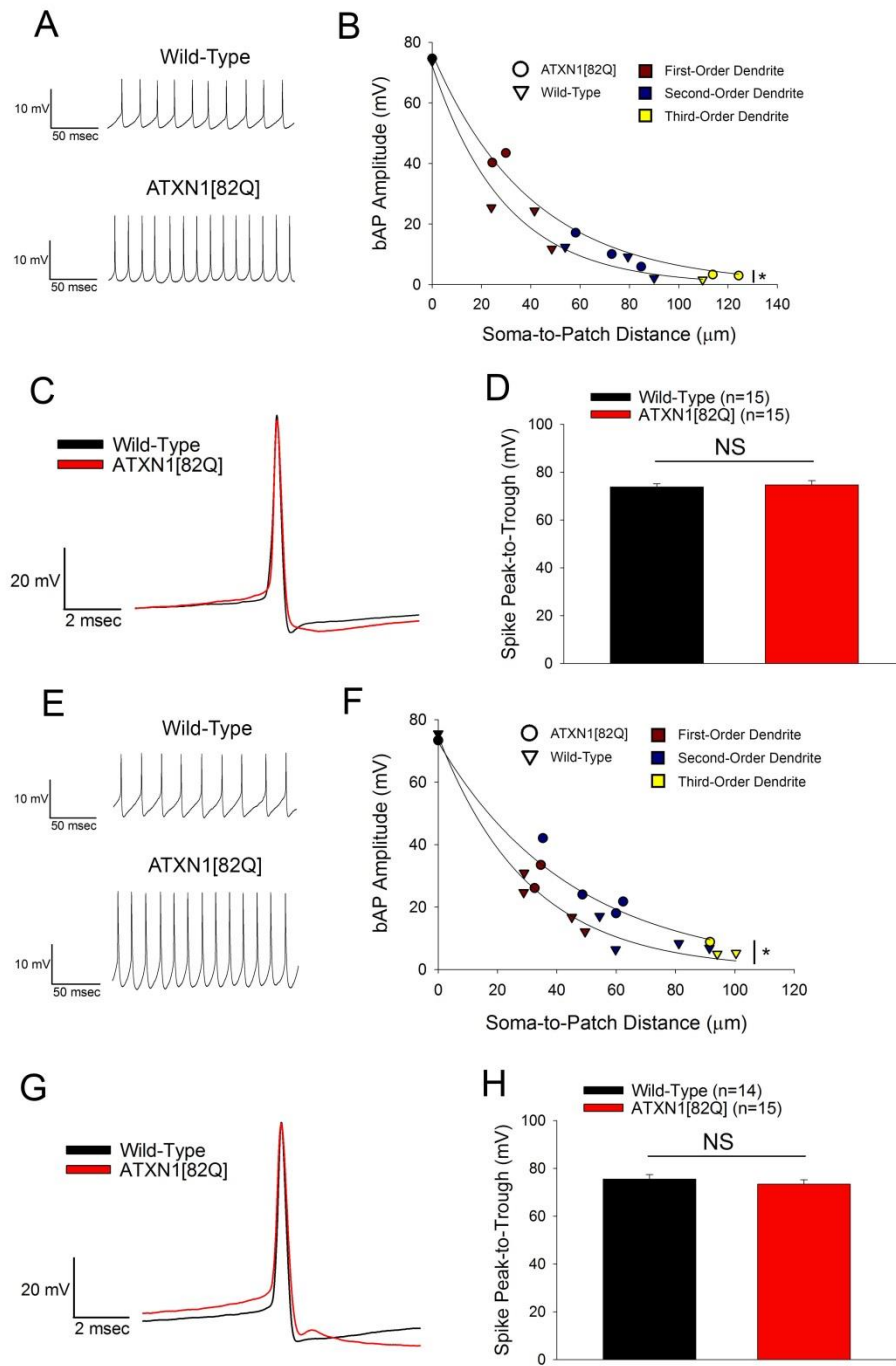 A
Wild-Type
10 mV
50 msec
ATXN1[82Q]
10 mV
50 msec
B
bAP Amplitude (mV)
80
60
40
20
0
ATXN1[82Q]
Wild-Type
First-Order Dendrite
Second-Order Dendrite
Third-Order Dendrite
*
0 20 40 60 80 100 120 140
Soma-to-Patch Distance (μm)
C
Wild-Type
ATXN1[82Q]
20 mV
2 msec
D
Wild-Type (n=15)
ATXN1[82Q] (n=15)
Spike Peak-to-Trough (mV)
100
80
60
40
20
0
NS
E
Wild-Type
10 mV
50 msec
ATXN1[82Q]
10 mV
50 msec
F
bAP Amplitude (mV)
80
60
40
20
0
ATXN1[82Q]
Wild-Type
First-Order Dendrite
Second-Order Dendrite
Third-Order Dendrite
*
0 20 40 60 80 100 120
Soma-to-Patch Distance (μm)
G
Wild-Type
ATXN1[82Q]
20 mV
2 msec
H
Wild-Type (n=14)
ATXN1[82Q] (n=15)
Spike Peak-to-Trough (mV)
100
80
60
40
20
0
NS